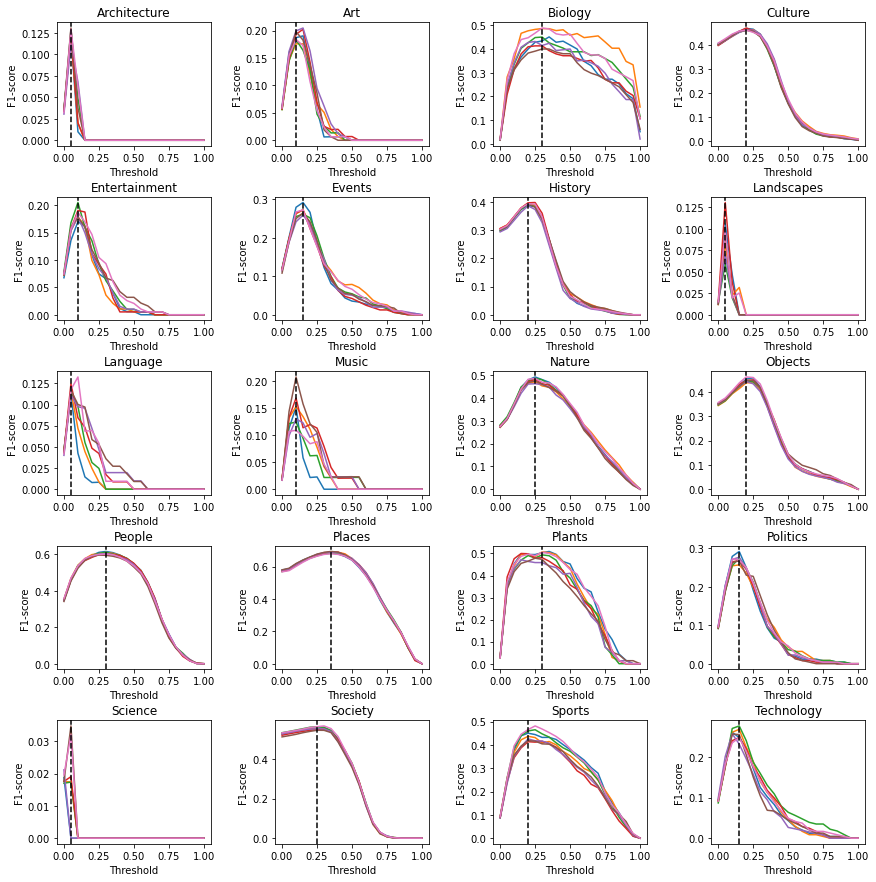 Architecture Art Biology Culture
F1-score 0.125 0.100 0.075 0.050 0.025 0.000 F1-score 0.20 0.15 0.10 0.05 0.00 F1-score 0.5 0.4 0.3 0.2 0.1 0.0 F1-score 0.4 0.2 0.0
0.00 0.25 0.50 0.75 1.00 0.00 0.25 0.50 0.75 1.00 0.00 0.25 0.50 0.75 1.00 0.00 0.25 0.50 0.75 1.00
Threshold Threshold Threshold Threshold
Entertainment Events History Landscapes
F1-score 0.20 0.15 0.10 0.05 0.00 F1-score 0.3 0.2 0.1 0.0 F1-score 0.4 0.3 0.2 0.1 0.0 F1-score 0.125 0.100 0.075 0.050 0.025 0.000
0.00 0.25 0.50 0.75 1.00 0.00 0.25 0.50 0.75 1.00 0.00 0.25 0.50 0.75 1.00 0.00 0.25 0.50 0.75 1.00
Threshold Threshold Threshold Threshold
Language Music Nature Objects
F1-score 0.125 0.100 0.075 0.050 0.025 0.000 F1-score 0.20 0.15 0.10 0.05 0.00 F1-score 0.5 0.4 0.3 0.2 0.1 0.0 F1-score 0.4 0.2 0.0
0.00 0.25 0.50 0.75 1.00 0.00 0.25 0.50 0.75 1.00 0.00 0.25 0.50 0.75 1.00 0.00 0.25 0.50 0.75 1.00
Threshold Threshold Threshold Threshold
People Places Plants Politics
F1-score 0.6 0.4 0.2 0.0 F1-score 0.6 0.4 0.2 0.0 F1-score 0.5 0.4 0.3 0.2 0.1 0.0 F1-score 0.3 0.2 0.1 0.0
0.00 0.25 0.50 0.75 1.00 0.00 0.25 0.50 0.75 1.00 0.00 0.25 0.50 0.75 1.00 0.00 0.25 0.50 0.75 1.00
Threshold Threshold Threshold Threshold
Science Society Sports Technology
F1-score 0.03 0.02 0.01 0.00 F1-score 0.4 0.2 0.0 F1-score 0.5 0.4 0.3 0.2 0.1 0.0 F1-score 0.2 0.1 0.0
0.00 0.25 0.50 0.75 1.00 0.00 0.25 0.50 0.75 1.00 0.00 0.25 0.50 0.75 1.00 0.00 0.25 0.50 0.75 1.00
Threshold Threshold Threshold Threshold